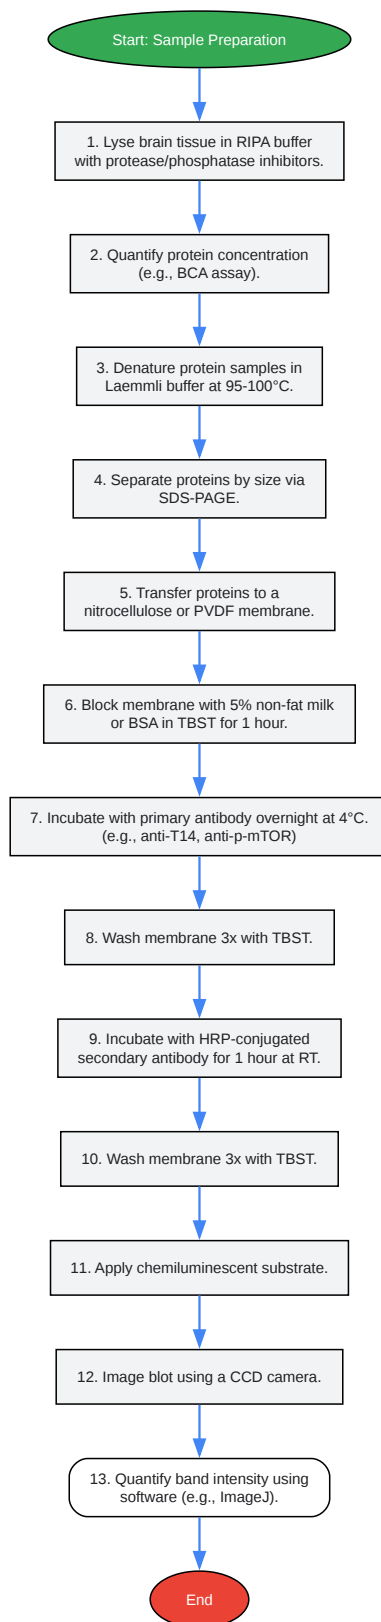 Start: Sample Preparation
1. Lyse brain tissue in RIPA buffer
with protease/phosphatase inhibitors.
2. Quantify protein concentration
(e.g., BCA assay).
3. Denature protein samples in
Laemmli buffer at 95-100°C.
4. Separate proteins by size via
SDS-PAGE.
5. Transfer proteins to a
nitrocellulose or PVDF membrane.
6. Block membrane with 5% non-fat milk
or BSA in TBST for 1 hour.
7. Incubate with primary antibody overnight at 4°C.
(e.g., anti-T14, anti-p-mTOR)
8. Wash membrane 3x with TBST.
9. Incubate with HRP-conjugated
secondary antibody for 1 hour at RT.
10. Wash membrane 3x with TBST.
11. Apply chemiluminescent substrate.
12. Image blot using a CCD camera.
13. Quantify band intensity using
software (e.g., ImageJ).
End